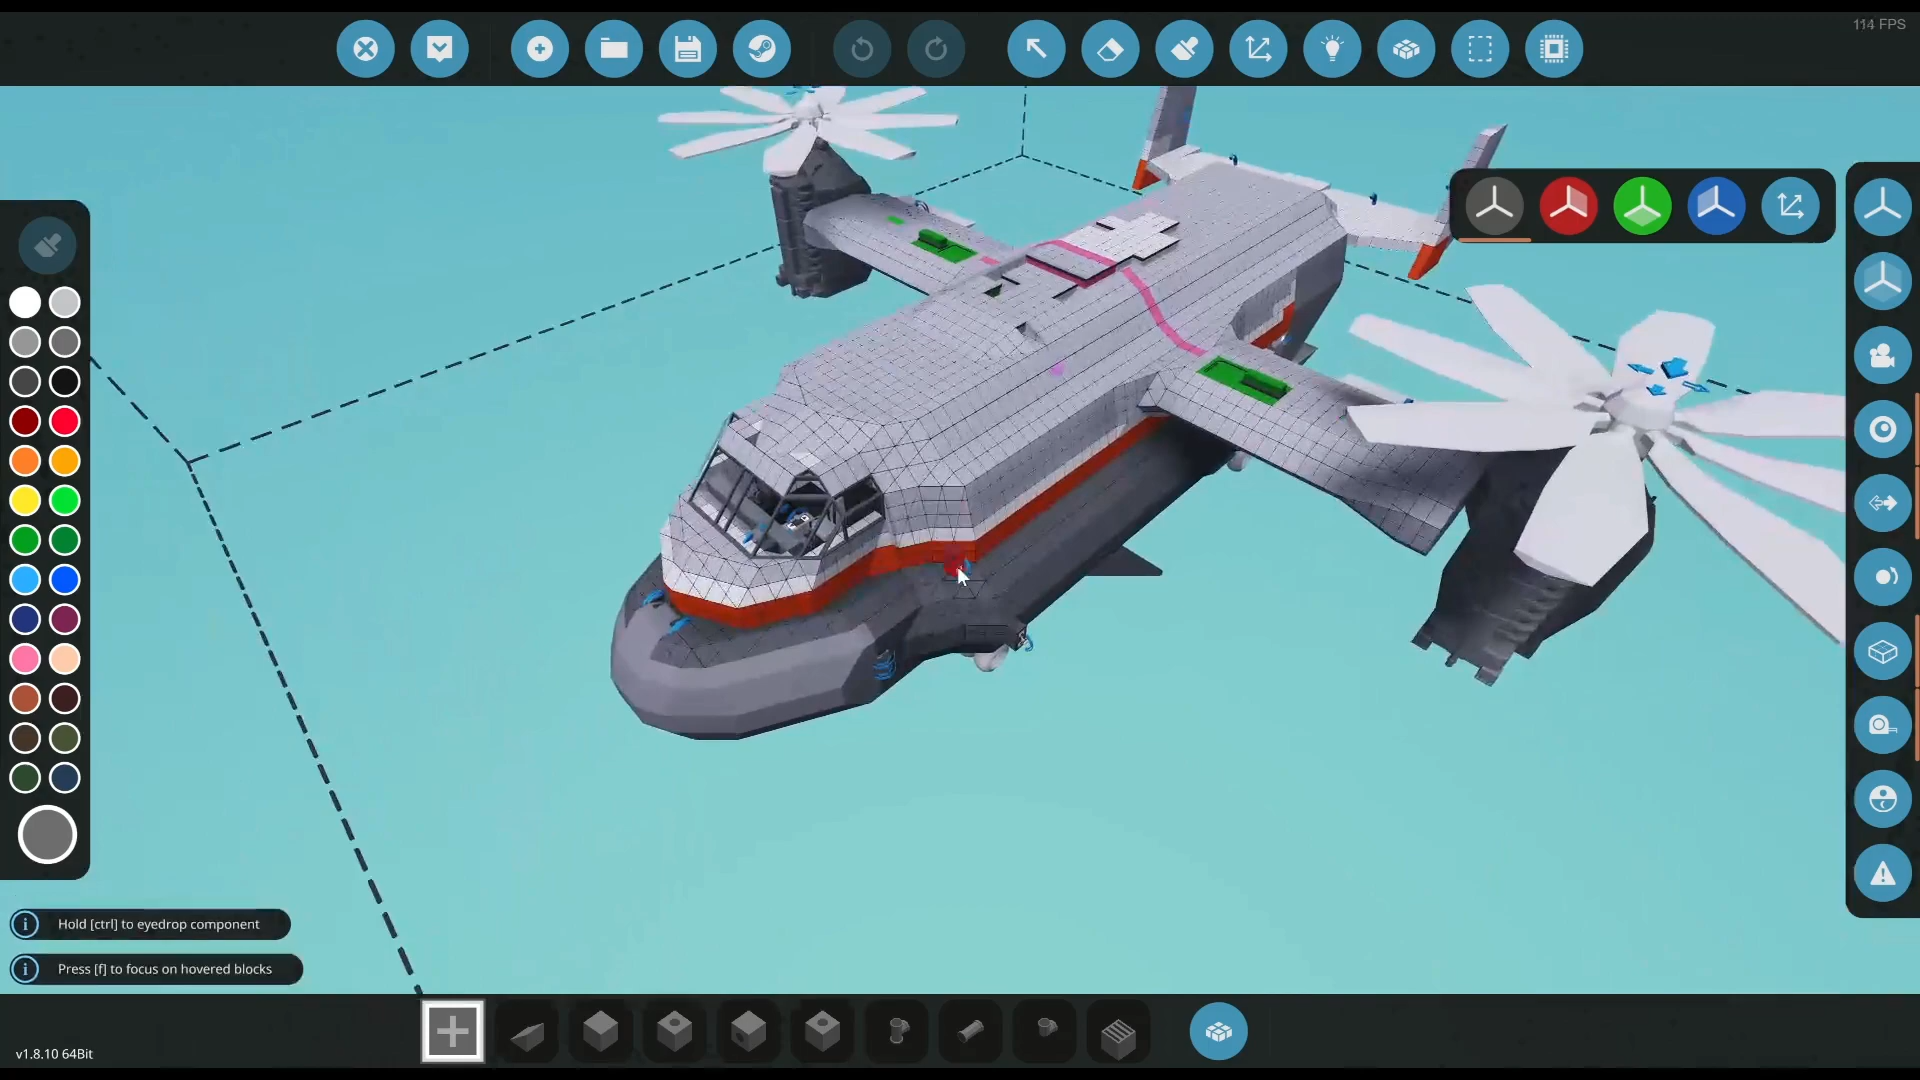 114 FPS
Hold [ctrl] to eyedrop component
Press [f] to focus on hovered blocks
v1.8.10 64Bit